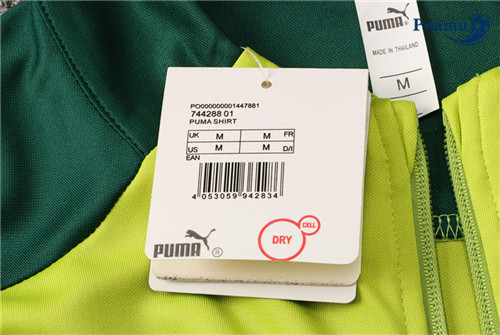 PUMA
MADE IN THAILAND
M
PO000000001447881
744288 01
PUMA SHIRT
UK M M FR
US M M D/I
EAN
4 053059 942834
PUMA
DRY
CELL